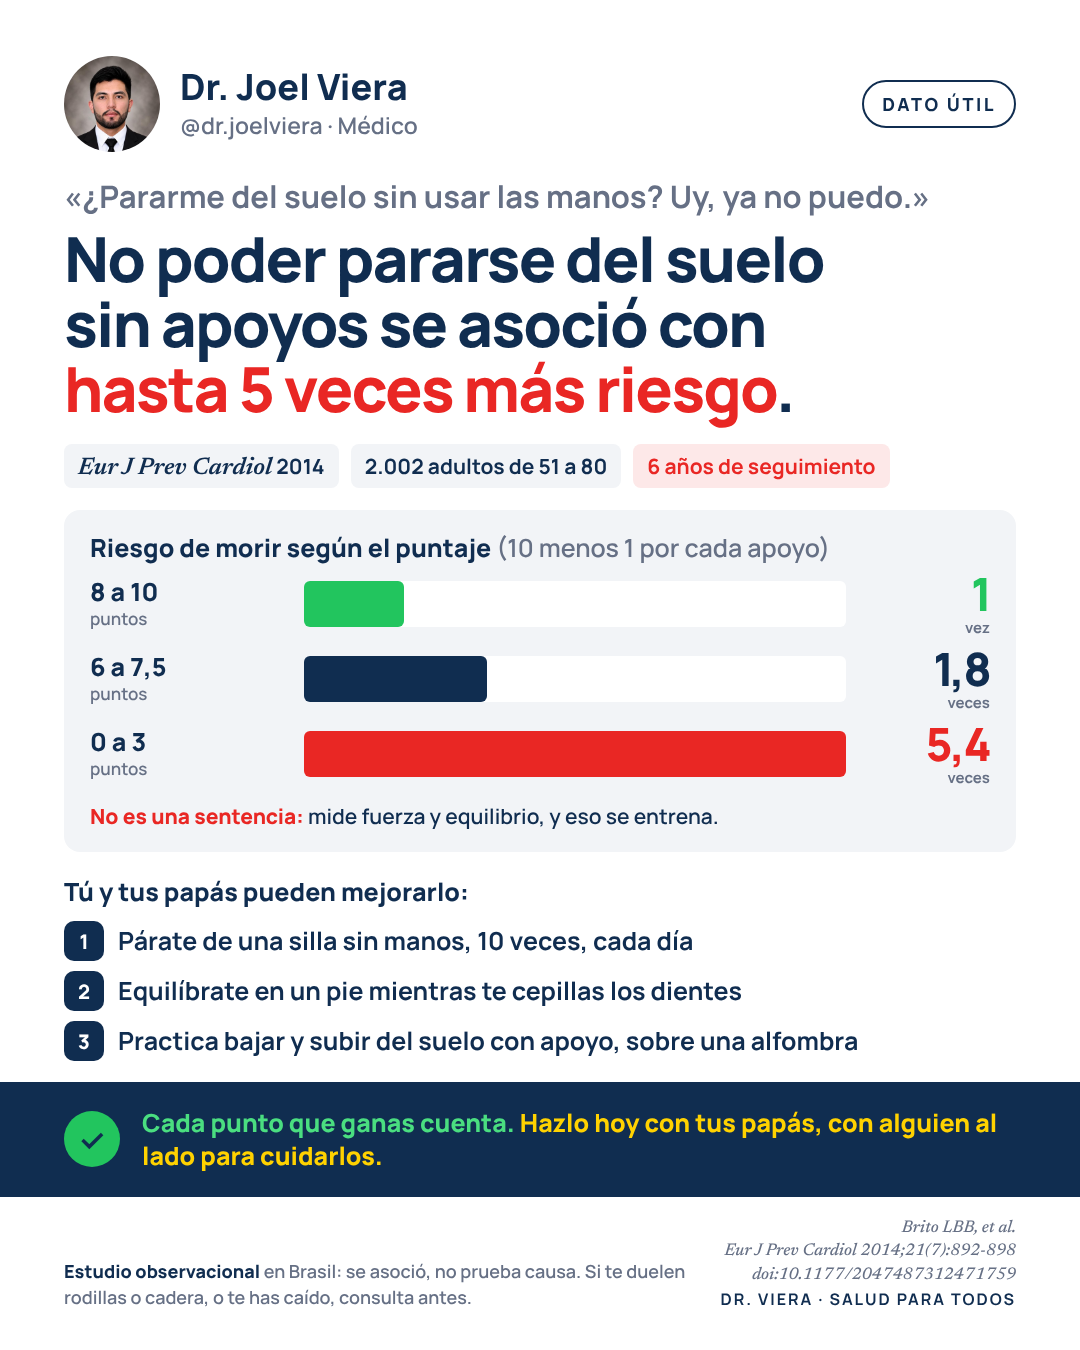 Dr. Joel Viera
@dr.joelviera · Médico
DATO ÚTIL
«¿Pararme del suelo sin usar las manos? Uy, ya no puedo.»
No poder pararse del suelo
sin apoyos se asoció con
hasta 5 veces más riesgo.
Eur J Prev Cardiol 2014
2.002 adultos de 51 a 80
6 años de seguimiento
Riesgo de morir según el puntaje (10 menos 1 por cada apoyo)
8 a 10
puntos
1
vez
6 a 7,5
puntos
1,8
veces
0 a 3
puntos
5,4
veces
No es una sentencia: mide fuerza y equilibrio, y eso se entrena.
Tú y tus papás pueden mejorarlo:
1 Párate de una silla sin manos, 10 veces, cada día
2 Equilíbrate en un pie mientras te cepillas los dientes
3 Practica bajar y subir del suelo con apoyo, sobre una alfombra
Cada punto que ganas cuenta. Hazlo hoy con tus papás, con alguien al
lado para cuidarlos.
Estudio observacional en Brasil: se asoció, no prueba causa. Si te duelen
rodillas o cadera, o te has caído, consulta antes.
Brito LBB, et al.
Eur J Prev Cardiol 2014;21(7):892-898
doi:10.1177/2047487312471759
DR. VIERA · SALUD PARA TODOS